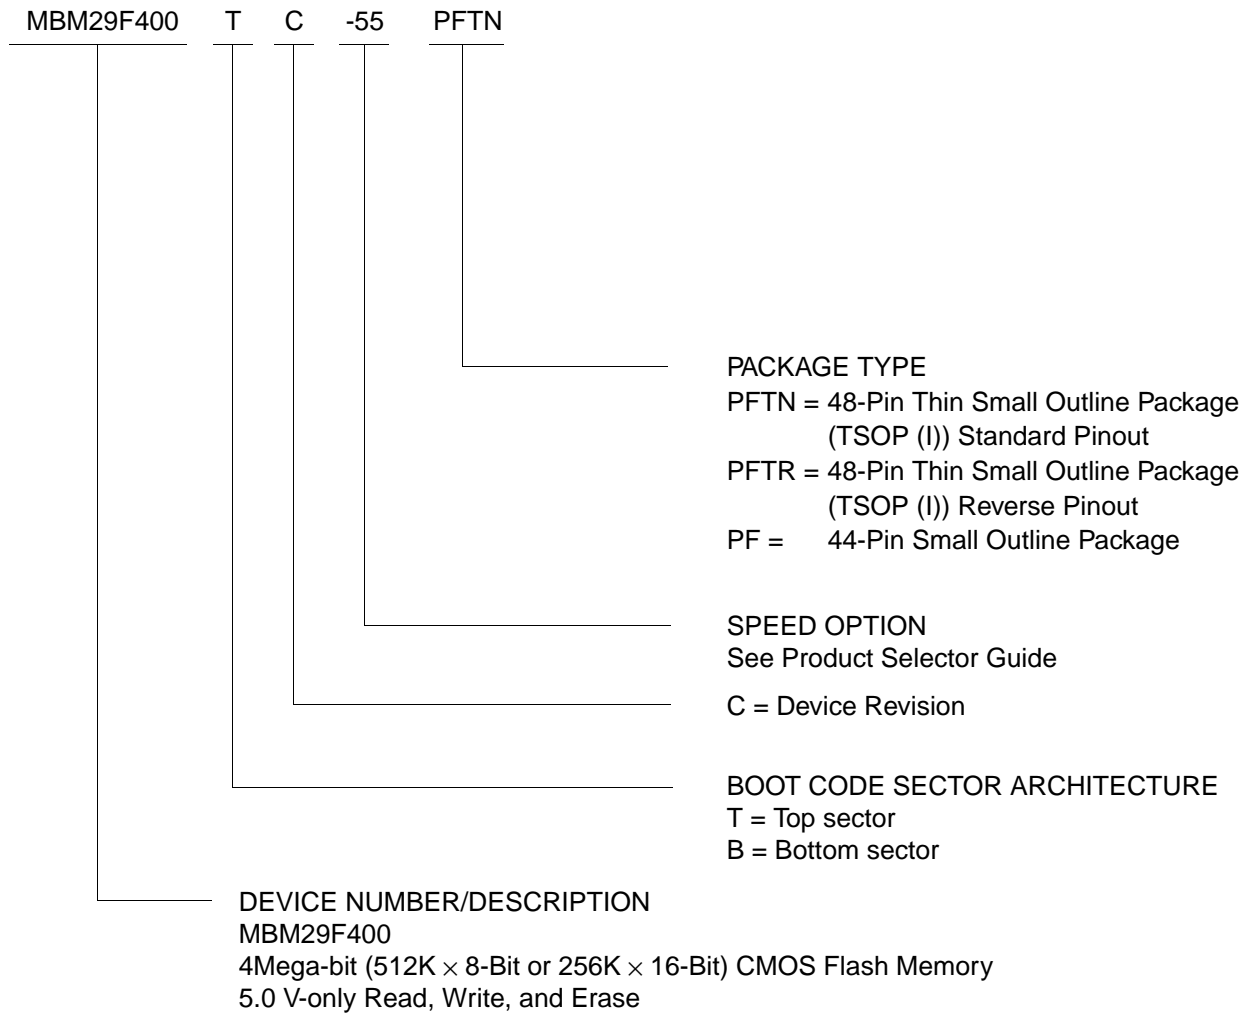 MBM29F400 T C -55 PFTN
PACKAGE TYPE
PFTN = 48-Pin Thin Small Outline Package
(TSOP (I)) Standard Pinout
PFTR = 48-Pin Thin Small Outline Package
(TSOP (I)) Reverse Pinout
PF = 44-Pin Small Outline Package
SPEED OPTION
See Product Selector Guide
C = Device Revision
BOOT CODE SECTOR ARCHITECTURE
T = Top sector
B = Bottom sector
DEVICE NUMBER/DESCRIPTION
MBM29F400
4Mega-bit (512K × 8-Bit or 256K × 16-Bit) CMOS Flash Memory
5.0 V-only Read, Write, and Erase